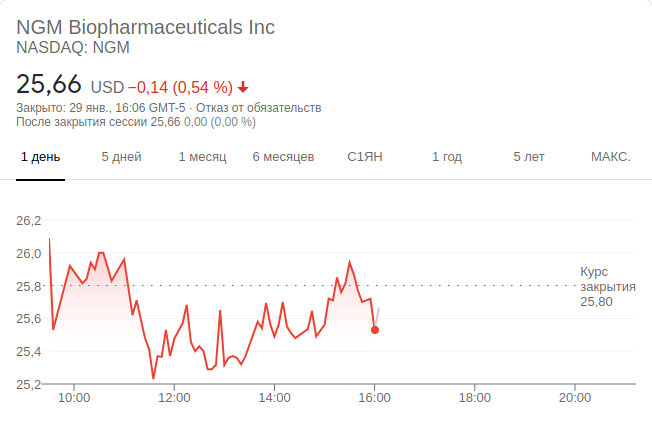 NGM Biopharmaceuticals Inc
NASDAQ: NGM
25,66 USD −0,14 (0,54 %)
Закрыто: 29 янв., 16:06 GMT-5 · Отказ от обязательств
После закрытия сессии 25,66 0,00 (0,00 %)
1 день 5 дней 1 месяц 6 месяцев С1ЯН 1 год 5 лет МАКС.
26,2
26,0
25,8
25,6
25,4
25,2
Курс
закрытия
25,80
10:00 12:00 14:00 16:00 18:00 20:00